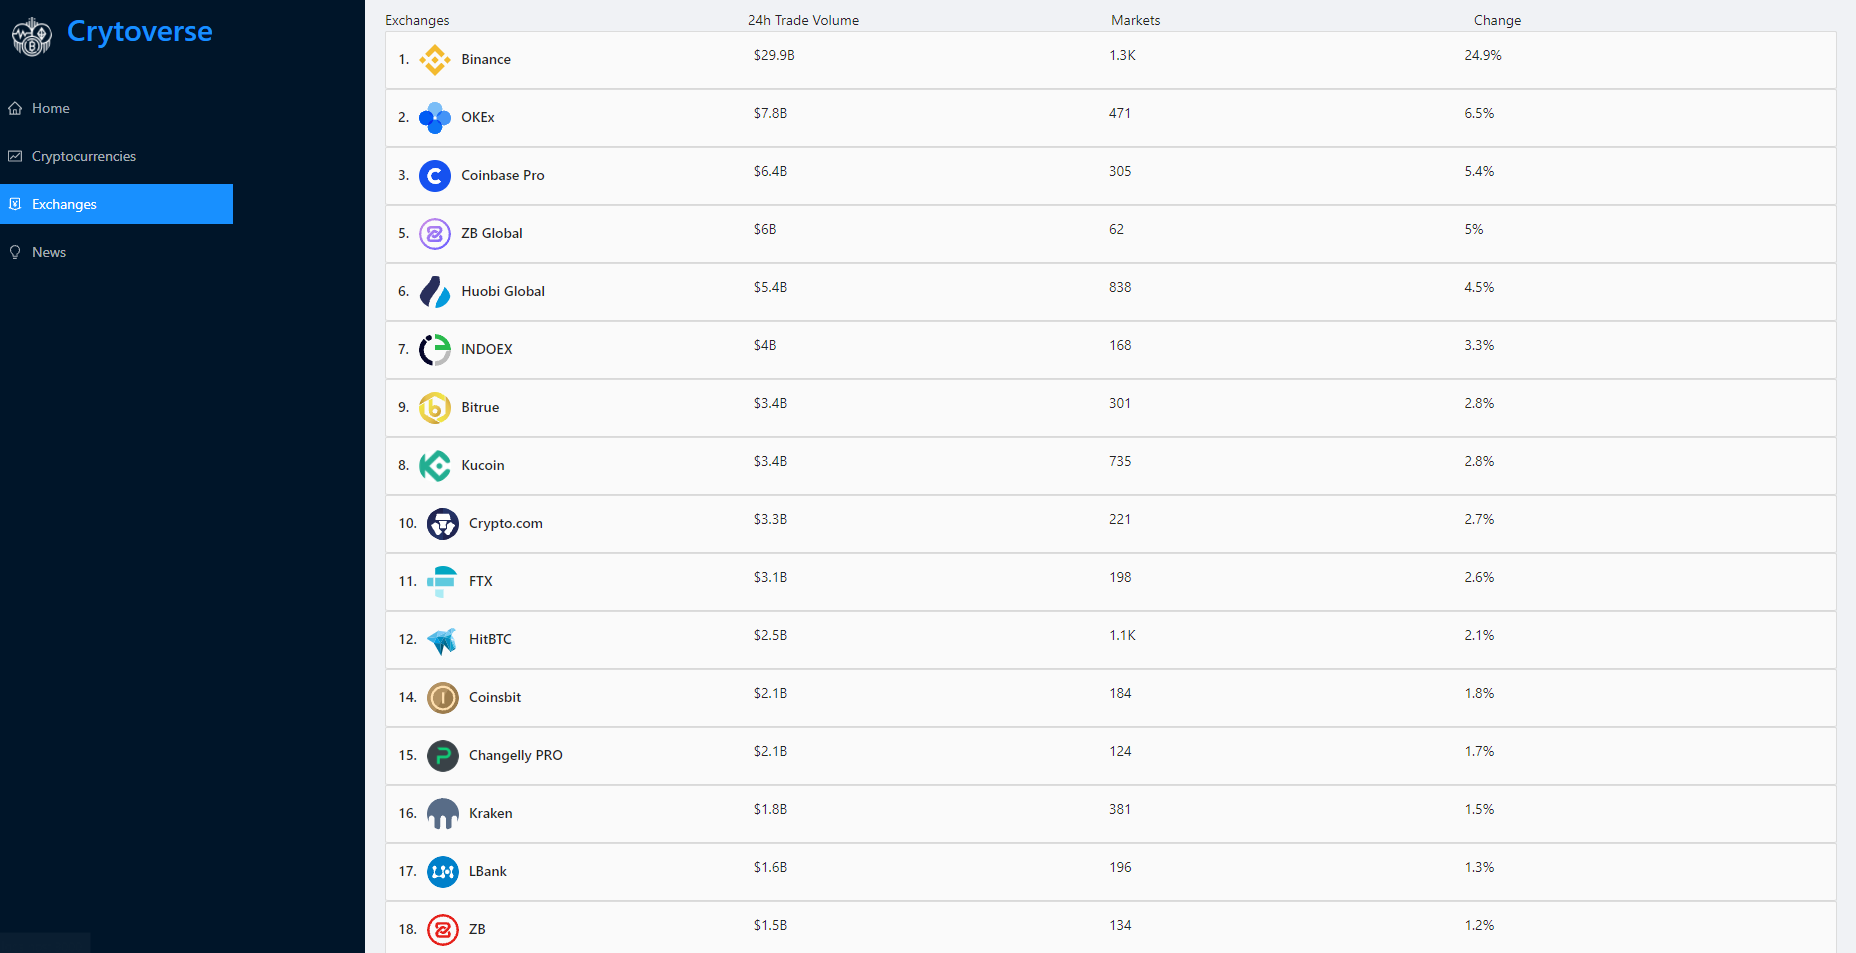 Crytoverse
Home
Cryptocurrencies
Exchanges
News
Exchanges 24h Trade Volume Markets Change
1. Binance $29.9B 1.3K 24.9%
2. OKEx $7.8B 471 6.5%
3. Coinbase Pro $6.4B 305 5.4%
5. ZB Global $6B 62 5%
6. Huobi Global $5.4B 838 4.5%
7. INDOEX $4B 168 3.3%
9. Bitrue $3.4B 301 2.8%
8. Kucoin $3.4B 735 2.8%
10. Crypto.com $3.3B 221 2.7%
11. FTX $3.1B 198 2.6%
12. HitBTC $2.5B 1.1K 2.1%
14. Coinsbit $2.1B 184 1.8%
15. Changelly PRO $2.1B 124 1.7%
16. Kraken $1.8B 381 1.5%
17. LBank $1.6B 196 1.3%
18. ZB $1.5B 134 1.2%